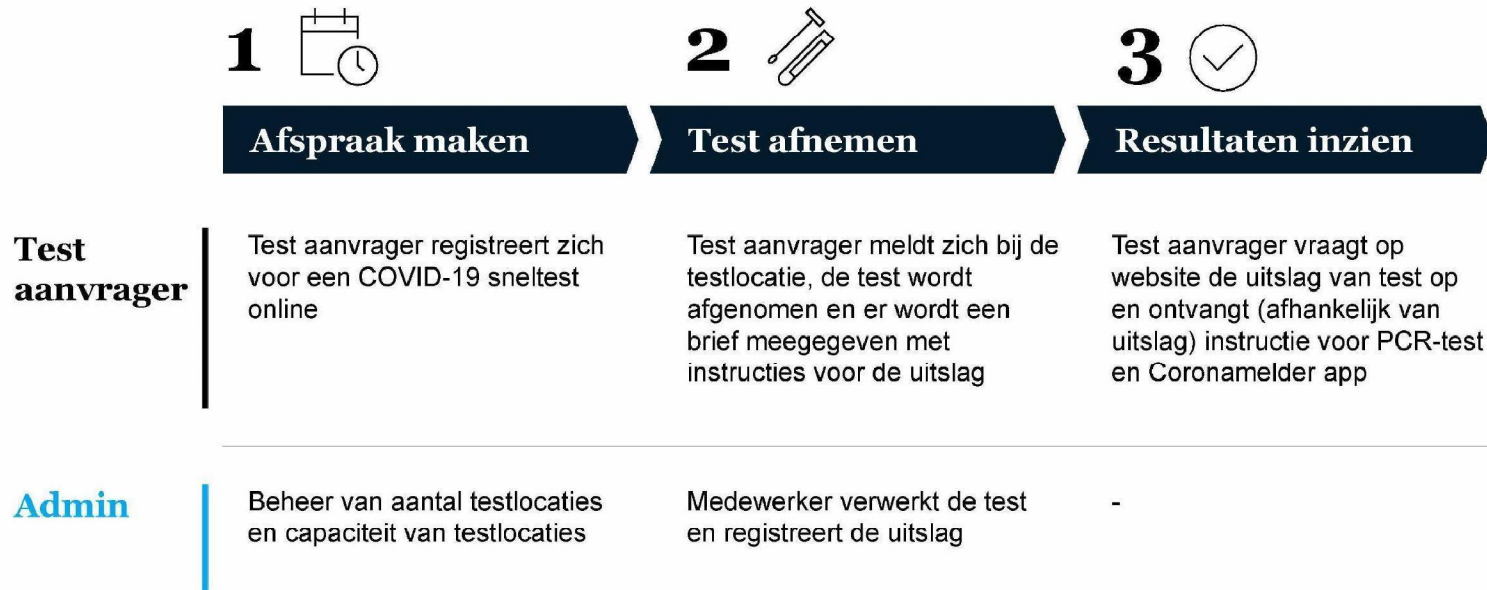 1
2
3
Afspraak maken
Test afnemen
Resultaten inzien
Test
aanvrager
Test aanvrager registreert zich
voor een COVID-19 sneltest
online
Test aanvrager meldt zich bij de
testlocatie, de test wordt
afgenomen en er wordt een
brief meegegeven met
instructies voor de uitslag
Test aanvrager vraagt op
website de uitslag van test op
en ontvangt (afhankelijk van
uitslag) instructie voor PCR-test
en Coronamelder app
Admin
Beheer van aantal testlocaties
en capaciteit van testlocaties
Medewerker verwerkt de test
en registreert de uitslag
-